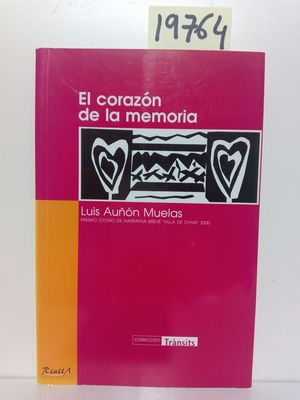 19764
El corazón
de la memoria
Luis Auñón Muelas
PREMIO OTOÑO DE NARRATIVA BREVE "VILLA DE CHIVA" 2000
colección
Trànsits